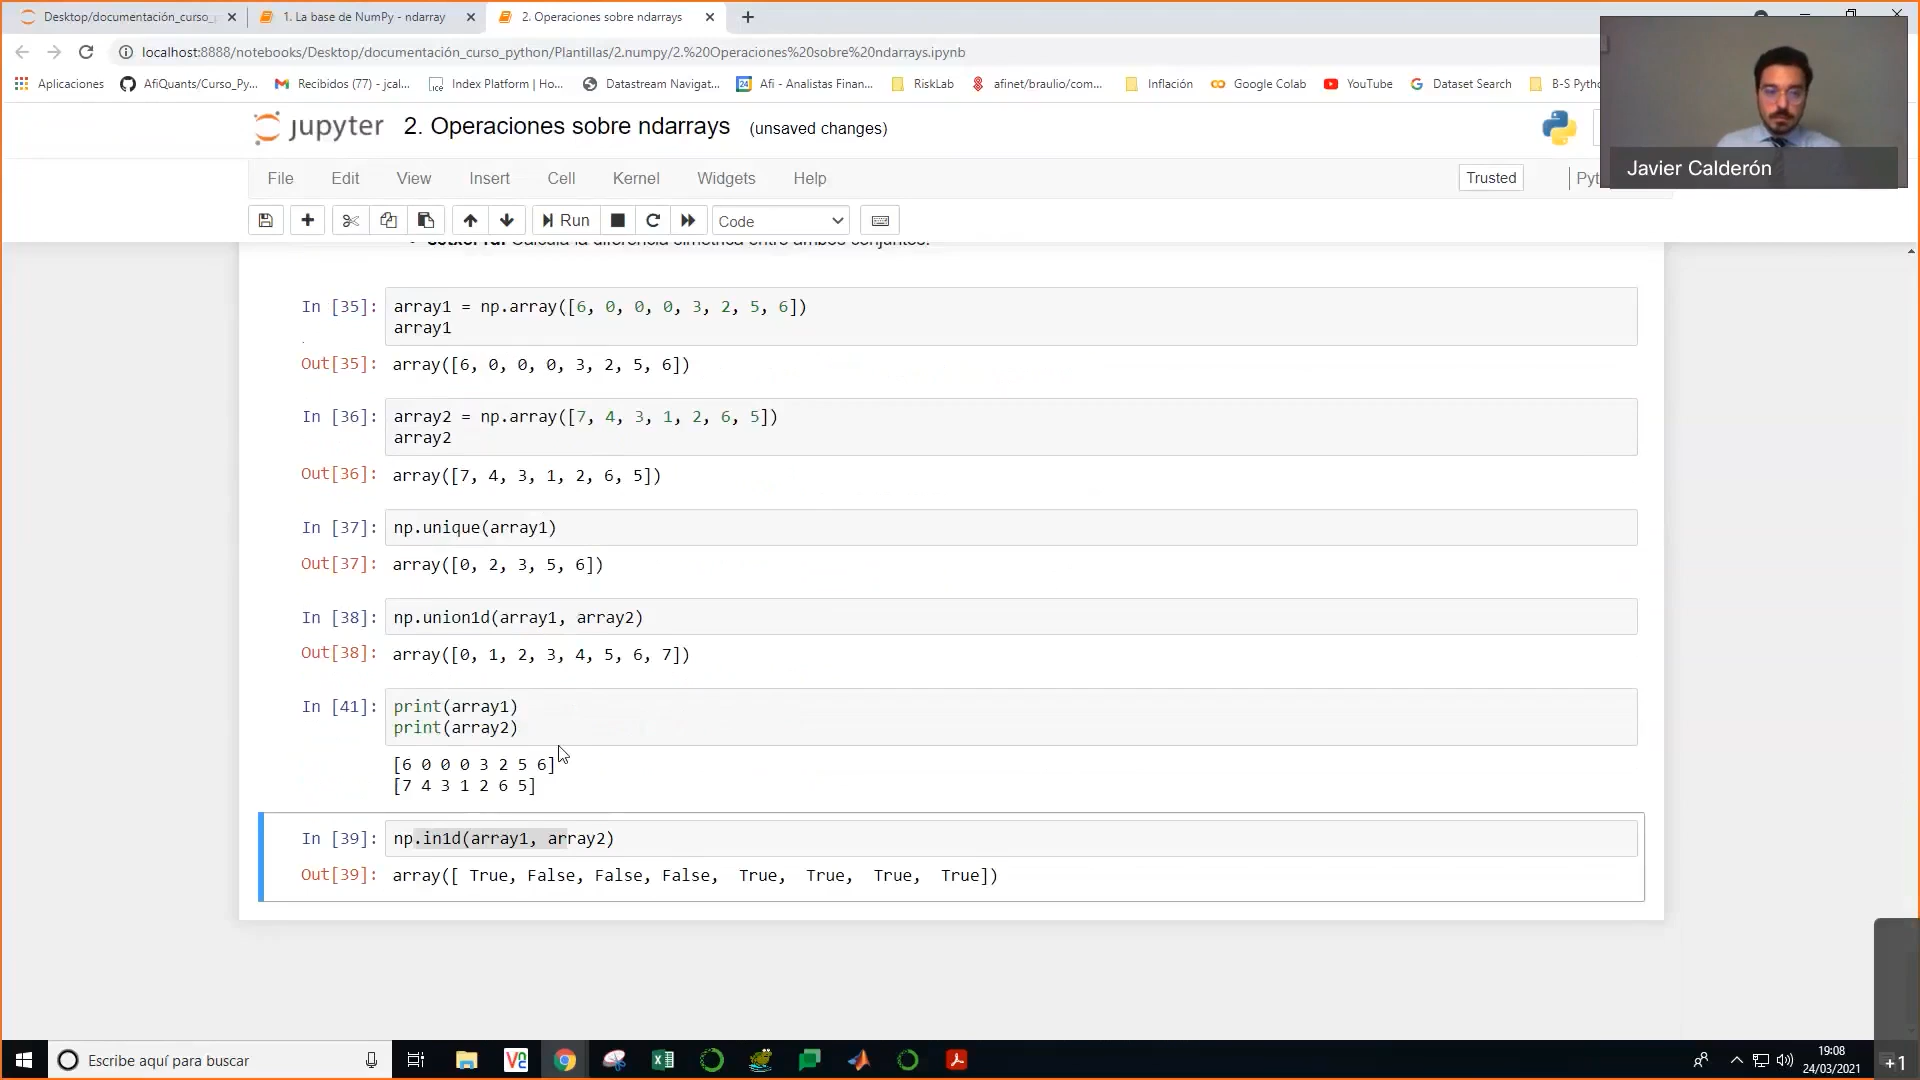 Desktop/documentación_curso_
1. La base de NumPy - ndarray
2. Operaciones sobre ndarrays
localhost:8888/notebooks/Desktop/documentación_curso_python/Plantillas/2.numpy/2.%20Operaciones%20sobre%20ndarrays.ipynb
Aplicaciones
AfiQuants/Curso_Py...
Recibidos (77) - jcal...
Index Platform | Ho...
Datastream Navigat...
Afi - Analistas Finan...
RiskLab
afinet/braulio/com...
Inflación
Google Colab
YouTube
Dataset Search
B-S Pytho
jupyter 2. Operaciones sobre ndarrays (unsaved changes)
Javier Calderón
File Edit View Insert Cell Kernel Widgets Help
Trusted
Pyt
Run
Code
Calcula la diferencia simétrica entre ambos conjuntos.
In [35]: array1 = np.array([6, 0, 0, 0, 3, 2, 5, 6])
array1
Out[35]: array([6, 0, 0, 0, 3, 2, 5, 6])
In [36]: array2 = np.array([7, 4, 3, 1, 2, 6, 5])
array2
Out[36]: array([7, 4, 3, 1, 2, 6, 5])
In [37]: np.unique(array1)
Out[37]: array([0, 2, 3, 5, 6])
In [38]: np.union1d(array1, array2)
Out[38]: array([0, 1, 2, 3, 4, 5, 6, 7])
In [41]: print(array1)
print(array2)
[6 0 0 0 3 2 5 6]
[7 4 3 1 2 6 5]
In [39]: np.in1d(array1, array2)
Out[39]: array([ True, False, False, False,  True,  True,  True,  True])
Escribe aquí para buscar
19:08
24/03/2021
+1